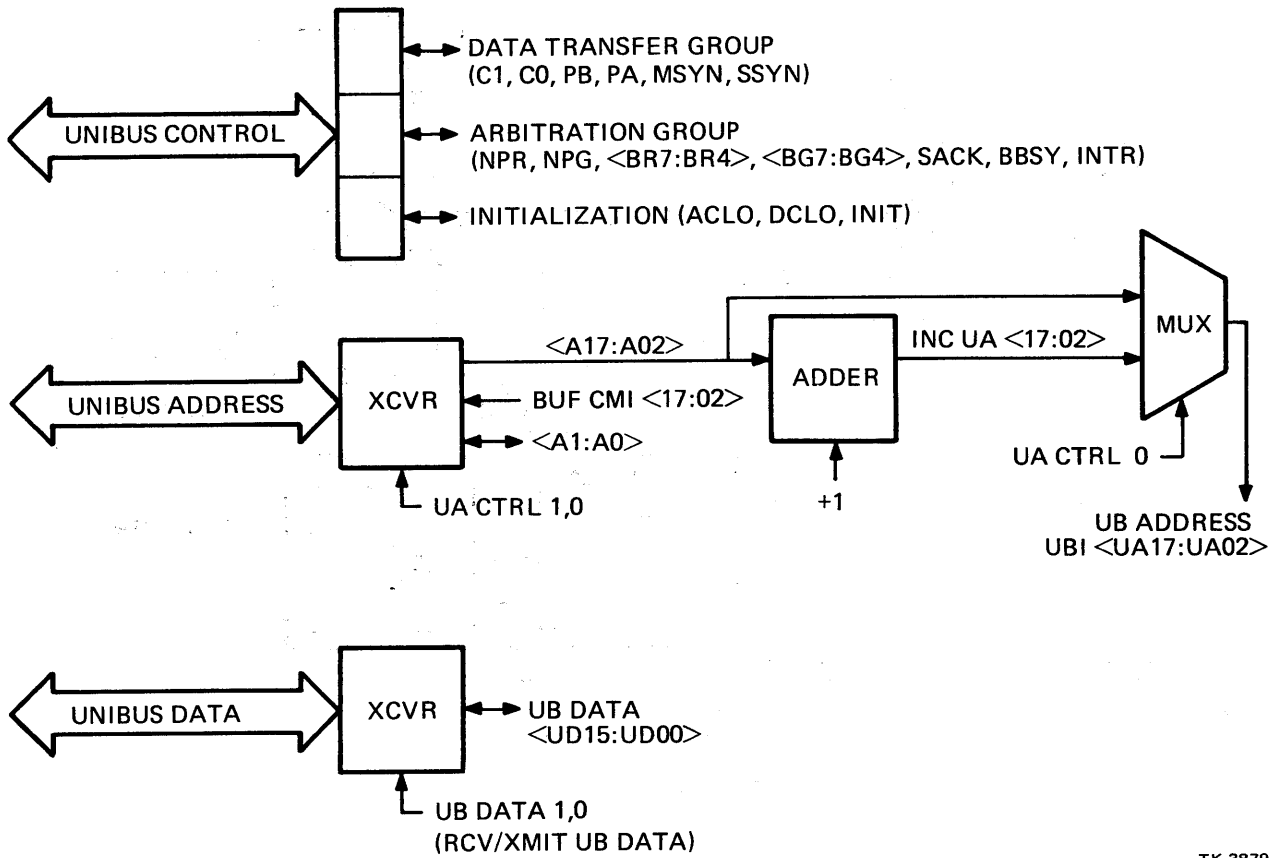 DATA TRANSFER GROUP
(C1, C0, PB, PA, MSYN, SSYN)
UNIBUS CONTROL
ARBITRATION GROUP
(NPR, NPG, <BR7:BR4>, <BG7:BG4>, SACK, BBSY, INTR)
INITIALIZATION (ACLO, DCLO, INIT)
<A17:A02>
INC UA <17:02>
MUX
UNIBUS ADDRESS
XCVR
BUF CMI <17:02>
ADDER
<A1:A0>
UA CTRL 1,0
+1
UA CTRL 0
UB ADDRESS
UBI <UA17:UA02>
UNIBUS DATA
XCVR
UB DATA
<UD15:UD00>
UB DATA 1,0
(RCV/XMIT UB DATA)